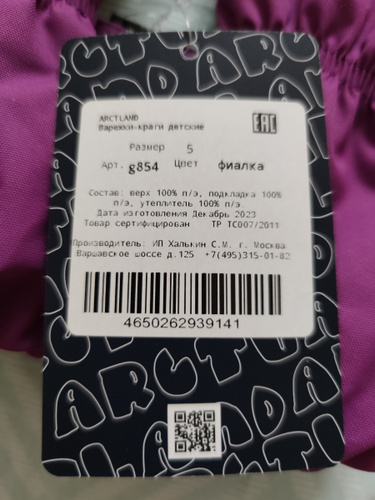 ARCTLAND
Варежки-краги детские
EAC
Размер 5
Арт. g854 Цвет фиалка
Состав: верх 100% п/э, подкладка 100%
п/э, утеплитель 100% п/э.
Дата изготовления Декабрь 2023
Товар сертифицирован ТР ТС007/2011
Производитель: ИП Халькин С.М. г. Москва
Варшавское шоссе д.125 +7(495)315-01-82
4650262939141